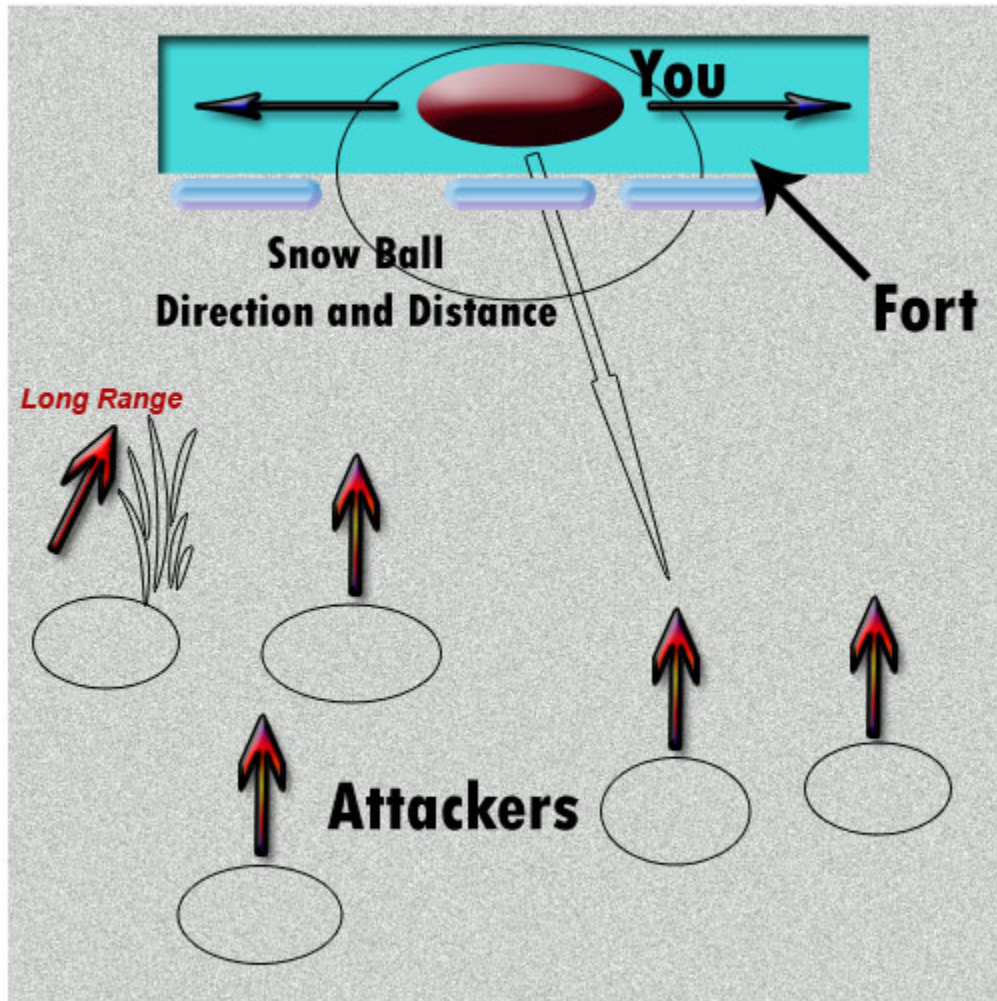 You
Snow Ball
Direction and Distance
Fort
Long Range
Attackers